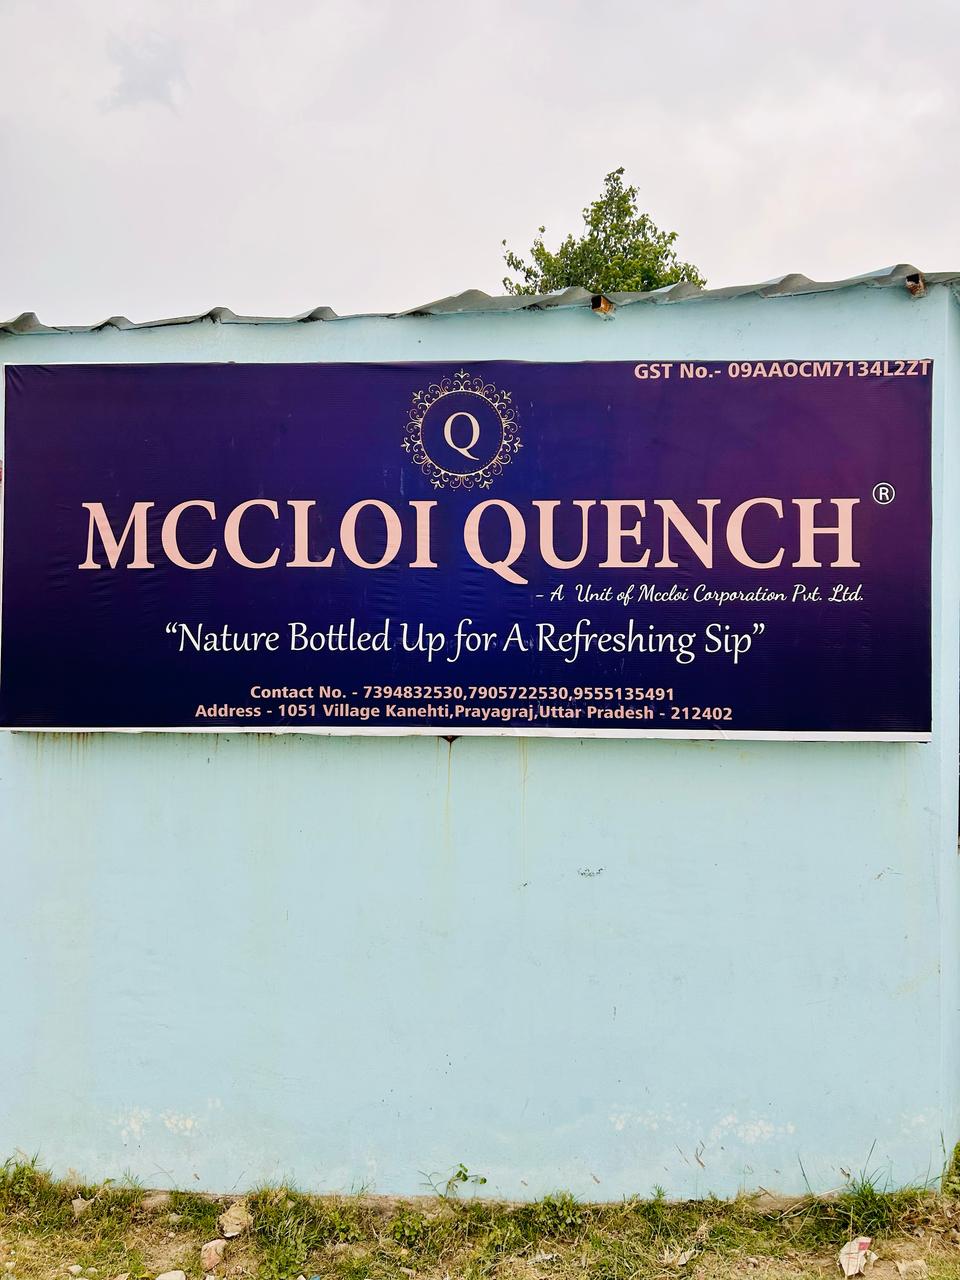 GST No.- 09AAOCM7134L2ZT
Q
MCCLOI QUENCH ®
- A Unit of Mccloi Corporation Pvt. Ltd.
“Nature Bottled Up for A Refreshing Sip”
Contact No. - 7394832530,7905722530,9555135491
Address - 1051 Village Kanehti,Prayagraj,Uttar Pradesh - 212402